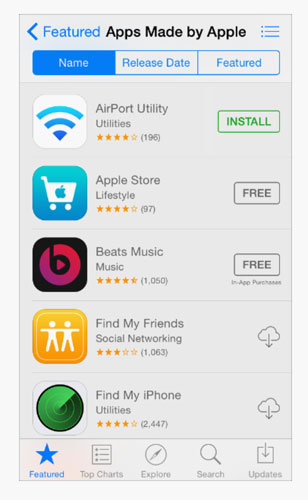 Featured Apps Made by Apple
Name Release Date Featured
AirPort Utility
Utilities
(196)
INSTALL
Apple Store
Lifestyle
(97)
FREE
Beats Music
Music
(1,050)
FREE
In-App Purchases
Find My Friends
Social Networking
(1,063)
Find My iPhone
Utilities
(2,447)
Featured Top Charts Explore Search Updates